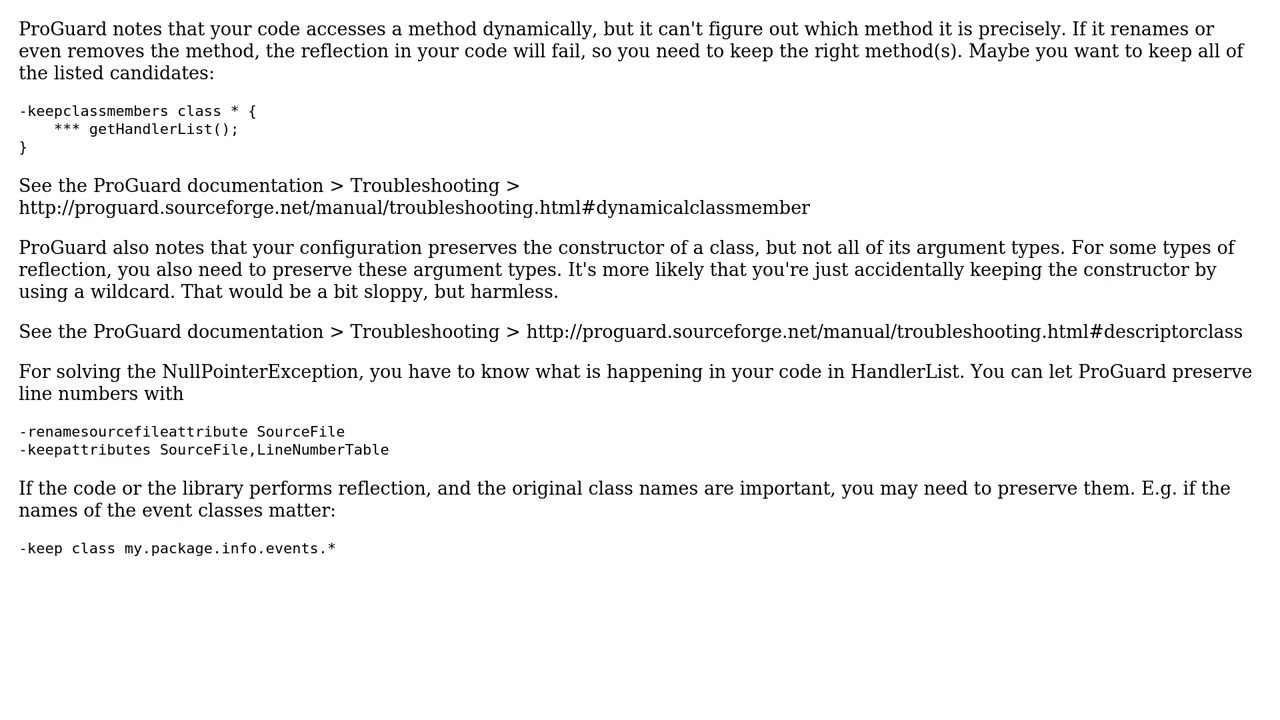 ProGuard notes that your code accesses a method dynamically, but it can't figure out which method it is precisely. If it renames or
even removes the method, the reflection in your code will fail, so you need to keep the right method(s). Maybe you want to keep all of
the listed candidates:
-keepclassmembers class * {
    *** getHandlerList();
}
See the ProGuard documentation > Troubleshooting >
http://proguard.sourceforge.net/manual/troubleshooting.html#dynamicalclassmember
ProGuard also notes that your configuration preserves the constructor of a class, but not all of its argument types. For some types of
reflection, you also need to preserve these argument types. It's more likely that you're just accidentally keeping the constructor by
using a wildcard. That would be a bit sloppy, but harmless.
See the ProGuard documentation > Troubleshooting > http://proguard.sourceforge.net/manual/troubleshooting.html#descriptorclass
For solving the NullPointerException, you have to know what is happening in your code in HandlerList. You can let ProGuard preserve
line numbers with
-renamesourcefileattribute SourceFile
-keepattributes SourceFile,LineNumberTable
If the code or the library performs reflection, and the original class names are important, you may need to preserve them. E.g. if the
names of the event classes matter:
-keep class my.package.info.events.*